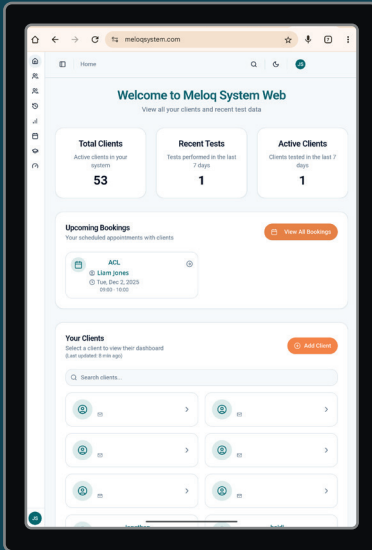 meloqsystem.com
7
Home
JS
Welcome to Meloq System Web
View all your clients and recent test data
Total Clients
Active clients in your
system
53
Recent Tests
Tests performed in the last
7 days
1
Active Clients
Clients tested in the last 7
days
1
Upcoming Bookings
Your scheduled appointments with clients
View All Bookings
ACL
Liam Jones
Tue, Dec 2, 2025
09:00 - 10:00
Your Clients
Select a client to view their dashboard
(Last updated: 8 min ago)
Add Client
Search clients...
JS